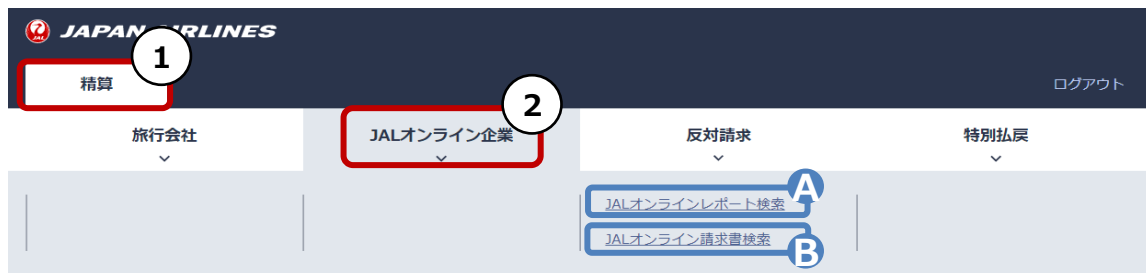 JAPAN AIRLINES
1
精算
ログアウト
2
旅行会社
JALオンライン企業
反対請求
特別払戻
A
JALオンラインレポート検索
JALオンライン請求書検索
B